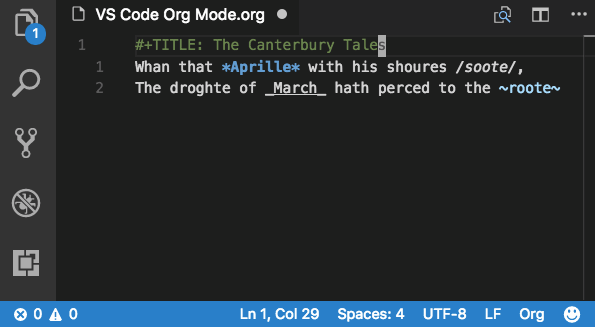 VS Code Org Mode.org
1
1 #+TITLE: The Canterbury Tales
1 Whan that *Aprille* with his shoures /soote/,
2 The droghte of _March_ hath perced to the ~roote~
0 0 Ln 1, Col 29 Spaces: 4 UTF-8 LF Org